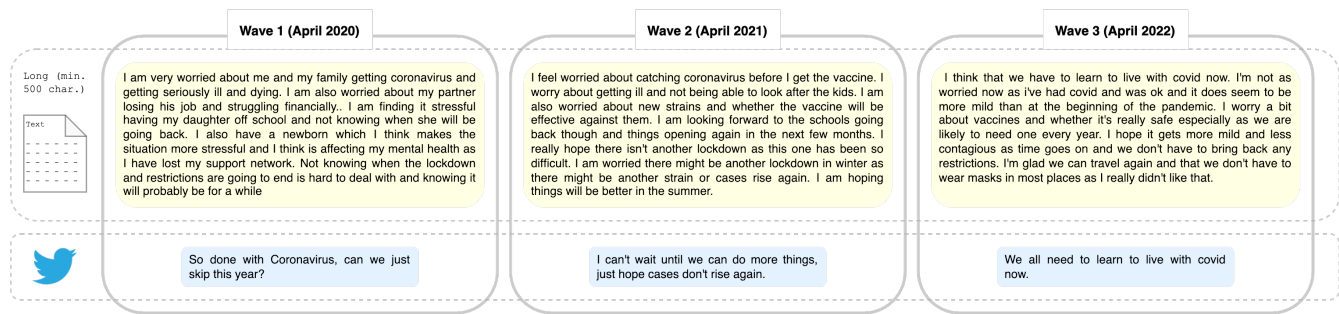 Wave 1 (April 2020)
Wave 2 (April 2021)
Wave 3 (April 2022)
Long (min.
500 char.)
Text
I am very worried about me and my family getting coronavirus and
getting seriously ill and dying. I am also worried about my partner
losing his job and struggling financially.. I am finding it stressful
having my daughter off school and not knowing when she will be
going back. I also have a newborn which I think makes the
situation more stressful and I think is affecting my mental health as
I have lost my support network. Not knowing when the lockdown
and restrictions are going to end is hard to deal with and knowing it
will probably be for a while
I feel worried about catching coronavirus before I get the vaccine. I
worry about getting ill and not being able to look after the kids. I am
also worried about new strains and whether the vaccine will be
effective against them. I am looking forward to the schools going
back though and things opening again in the next few months. I
really hope there isn't another lockdown as this one has been so
difficult. I am worried there might be another lockdown in winter as
there might be another strain or cases rise again. I am hoping
things will be better in the summer.
I think that we have to learn to live with covid now. I'm not as
worried now as i've had covid and was ok and it does seem to be
more mild than at the beginning of the pandemic. I worry a bit
about vaccines and whether it's really safe especially as we are
likely to need one every year. I hope it gets more mild and less
contagious as time goes on and we don't have to bring back any
restrictions. I'm glad we can travel again and that we don't have to
wear masks in most places as I really didn't like that.
So done with Coronavirus, can we just
skip this year?
I can't wait until we can do more things,
just hope cases don't rise again.
We all need to learn to live with covid
now.